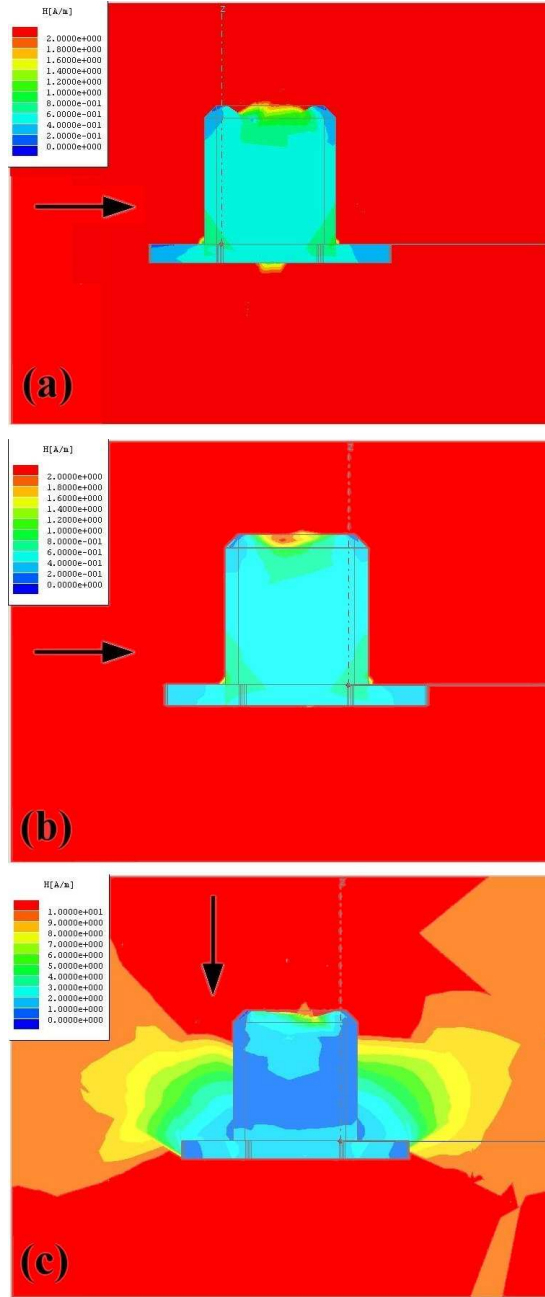 H[A/m]
2.0000e+000
1.8000e+000
1.6000e+000
1.4000e+000
1.2000e+000
1.0000e+000
8.0000e-001
6.0000e-001
4.0000e-001
2.0000e-001
0.0000e+000
(a)
H[A/m]
2.0000e+000
1.8000e+000
1.6000e+000
1.4000e+000
1.2000e+000
1.0000e+000
8.0000e-001
6.0000e-001
4.0000e-001
2.0000e-001
0.0000e+000
(b)
H[A/m]
1.0000e+001
9.0000e+000
8.0000e+000
7.0000e+000
6.0000e+000
5.0000e+000
4.0000e+000
3.0000e+000
2.0000e+000
1.0000e+000
0.0000e+000
(c)